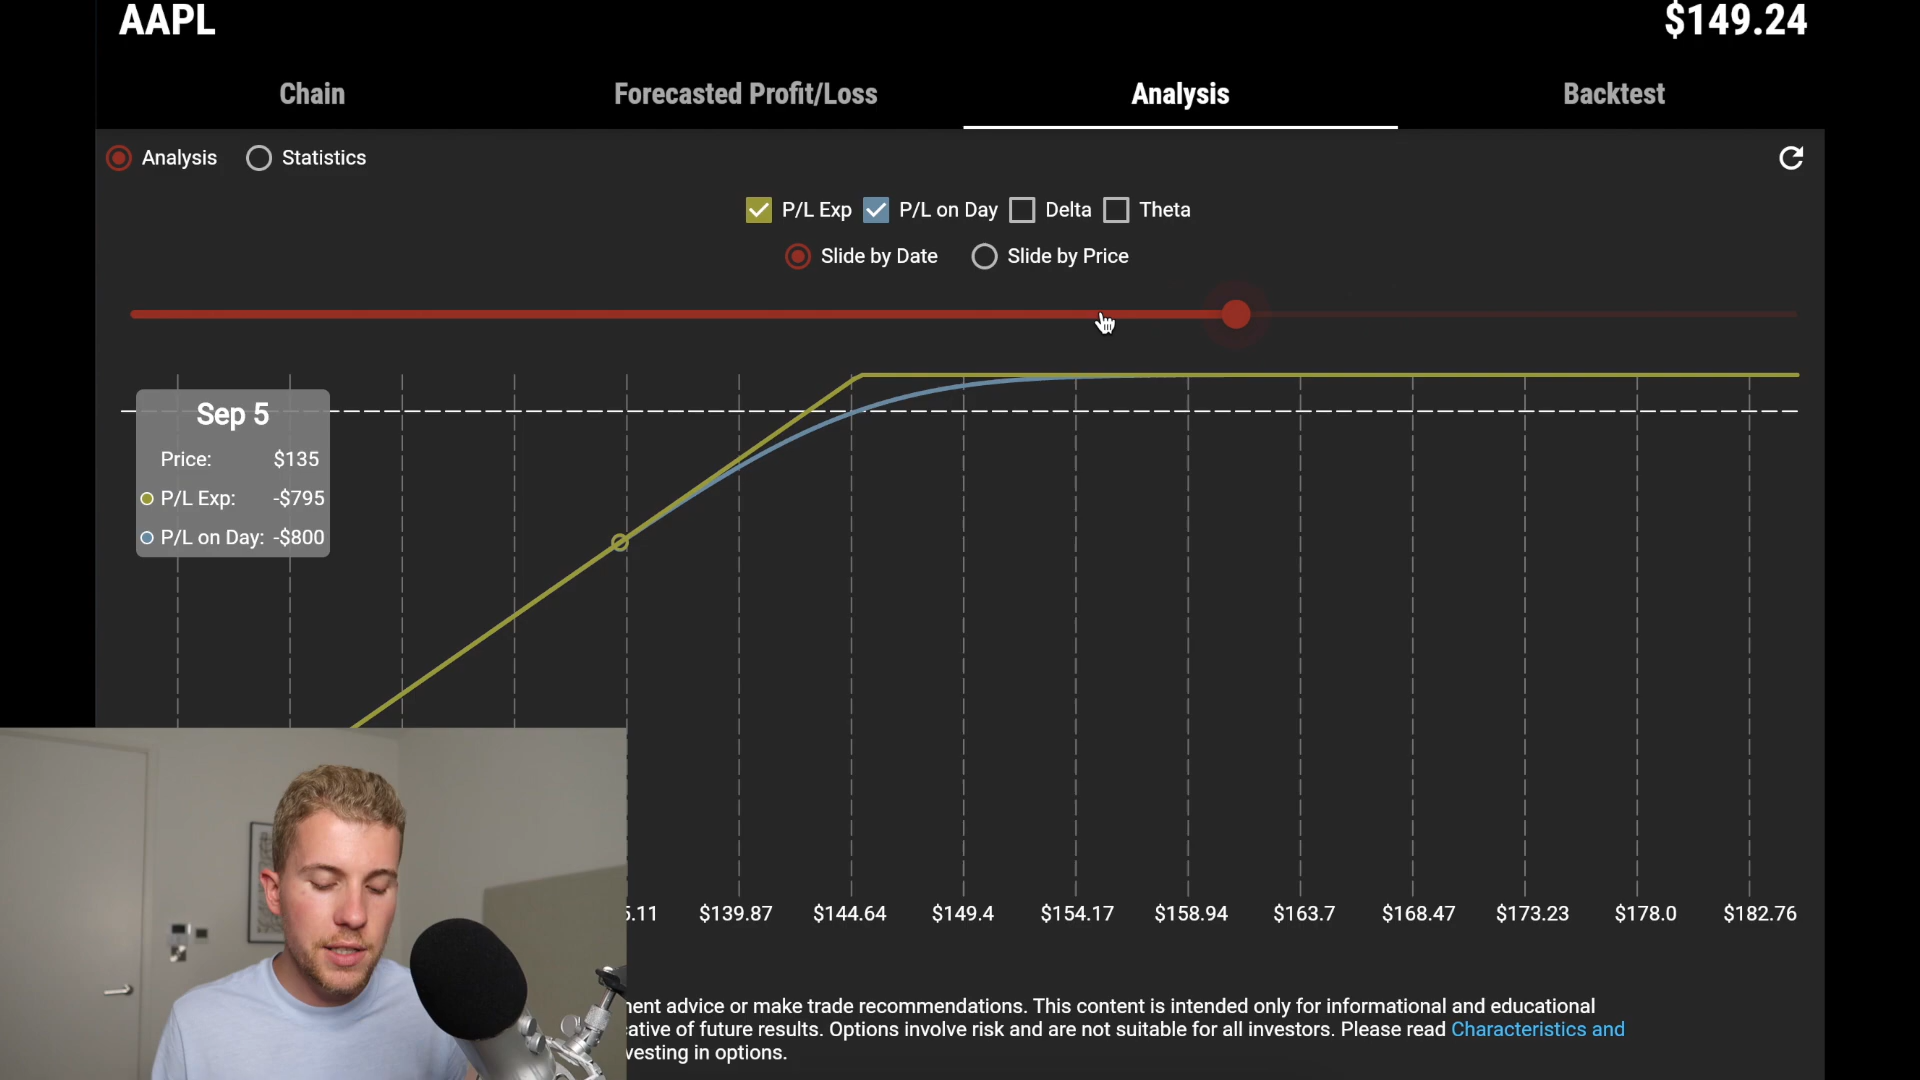 AAPL
$149.24
Chain
Forecasted Profit/Loss
Analysis
Backtest
Analysis
Statistics
P/L Exp
P/L on Day
Delta
Theta
Slide by Date
Slide by Price
Sep 5
Price: $135
P/L Exp: -$795
P/L on Day: -$800
5.11 $139.87 $144.64 $149.4 $154.17 $158.94 $163.7 $168.47 $173.23 $178.0 $182.76
advice or make trade recommendations. This content is intended only for informational and educational
of future results. Options involve risk and are not suitable for all investors. Please read Characteristics and
in options.